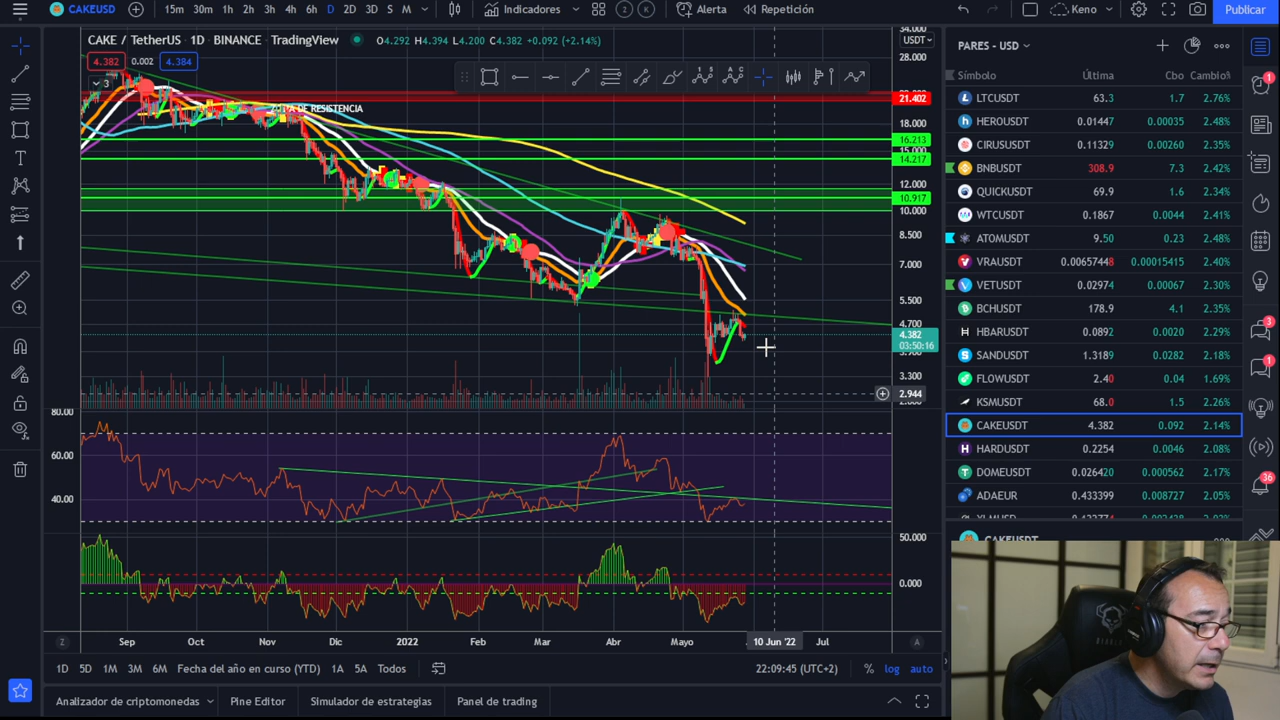 CAKEUSD
15m 30m 1h 2h 3h 4h 6h D 2D 3D S M
Indicadores
2 K
Alerta
Repetición
Keno
Publicar
CAKE / TetherUS · 1D · BINANCE · TradingView
O4.292 H4.394 L4.200 C4.382 +0.092 (+2.14%)
4.382 0.002 4.384
3
USDT
28.000
21.402
18.000
16.213
14.217
12.000
10.917
10.000
8.500
7.000
5.500
4.700
4.382
03:50:16
3.300
2.944
80.00
60.00
40.00
50.000
0.000
Z Sep Oct Nov Dic 2022 Feb Mar Abr Mayo 10 Jun '22 Jul A
1D 5D 1M 3M 6M Fecha del año en curso (YTD) 1A 5A Todos
22:09:45 (UTC+2) % log auto
Analizador de criptomonedas Pine Editor Simulador de estrategias Panel de trading
PARES - USD
Símbolo Última Cbo Cambio%
LTCUSDT 63.3 1.7 2.76%
HEROUSDT 0.01447 0.00035 2.48%
CIRUSUSDT 0.11329 0.00260 2.35%
BNBUSDT 308.9 7.3 2.42%
QUICKUSDT 69.9 1.6 2.34%
WTCUSDT 0.1867 0.0044 2.41%
ATOMUSDT 9.50 0.23 2.48%
VRAUSDT 0.0065744 8 0.00015415 2.40%
VETUSDT 0.02974 0.00067 2.30%
BCHUSDT 178.9 4.1 2.35%
HBARUSDT 0.0892 0.0020 2.29%
SANDUSDT 1.3189 0.0282 2.18%
FLOWUSDT 2.40 0.04 1.69%
KSMUSDT 68.0 1.5 2.26%
CAKEUSDT 4.382 0.092 2.14%
HARDUSDT 0.2254 0.0046 2.08%
DOMEUSDT 0.026420 0.000562 2.17%
ADAEUR 0.433399 0.008727 2.05%
1
3
1
36